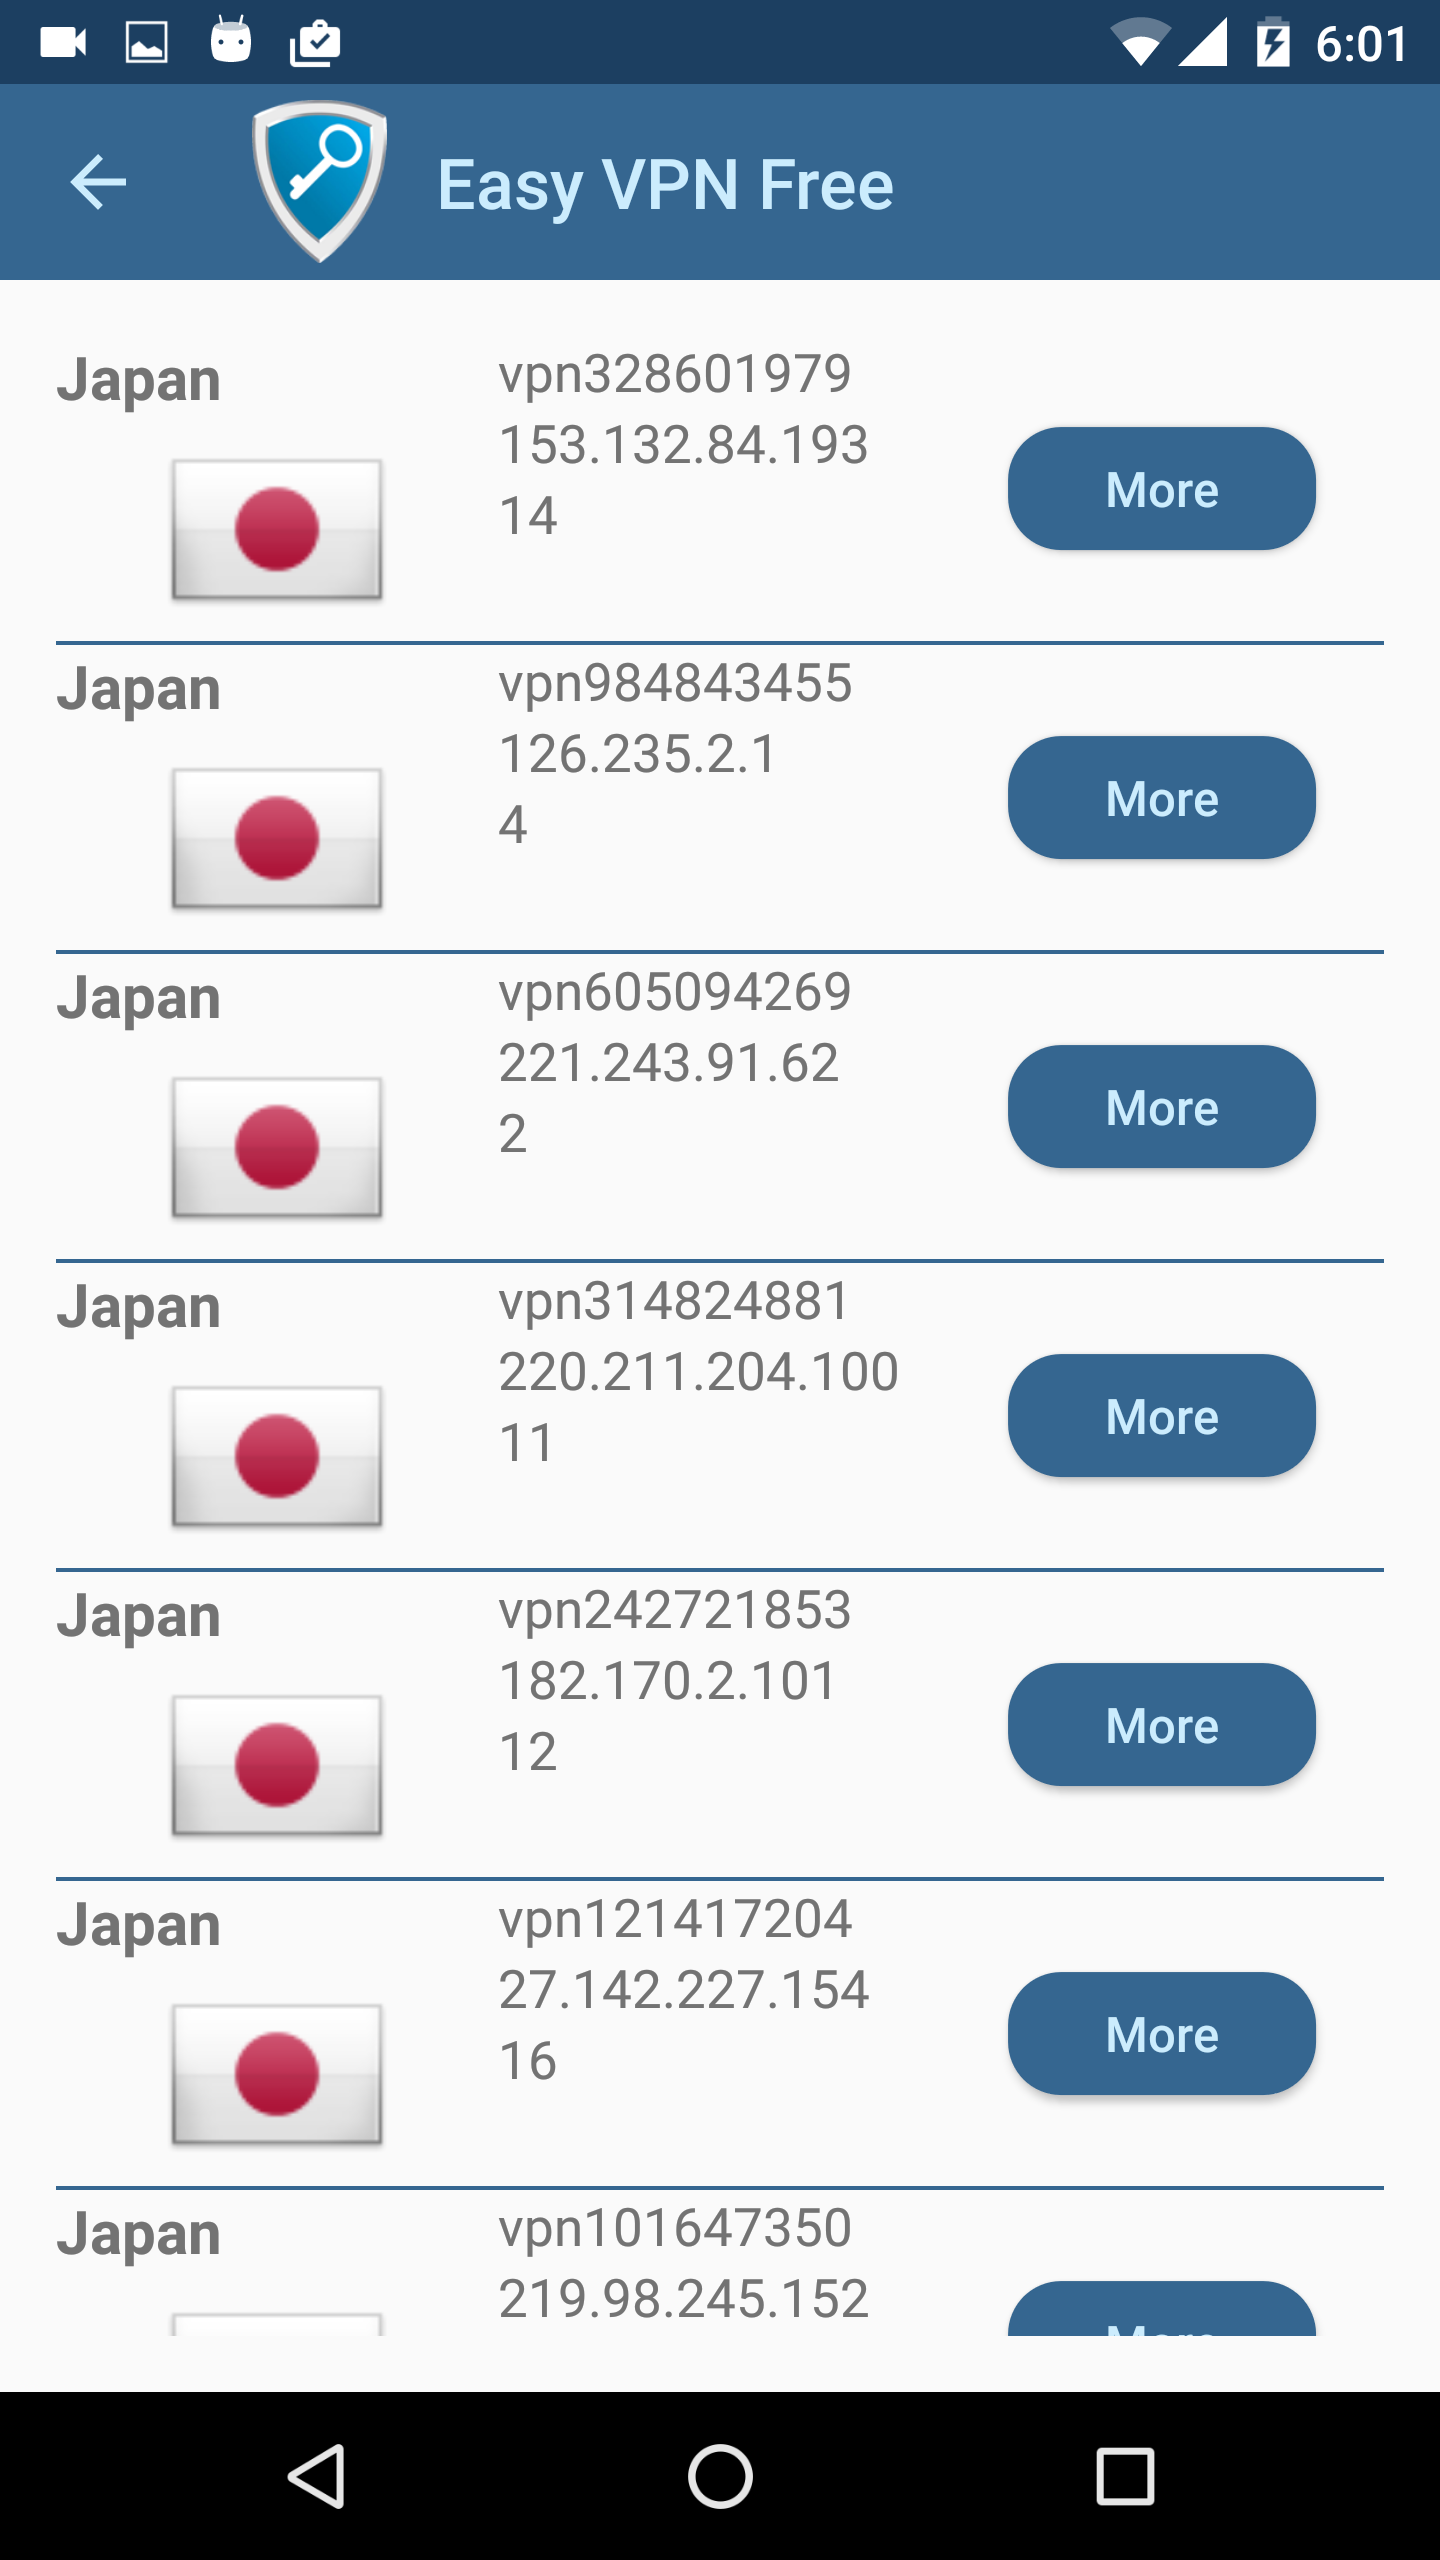 6:01
Easy VPN Free
Japan
vpn328601979
153.132.84.193
14
More
Japan
vpn984843455
126.235.2.1
4
More
Japan
vpn605094269
221.243.91.62
2
More
Japan
vpn314824881
220.211.204.100
11
More
Japan
vpn242721853
182.170.2.101
12
More
Japan
vpn121417204
27.142.227.154
16
More
Japan
vpn101647350
219.98.245.152
More